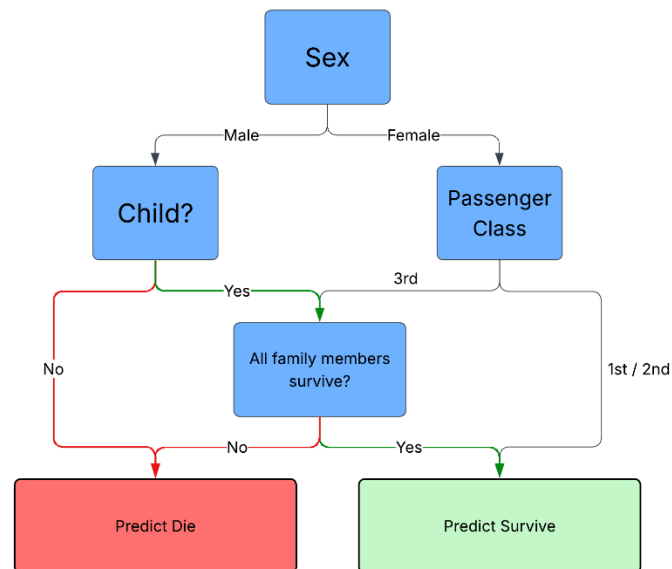 Sex
Male
Female
Child?
Passenger
Class
Yes
3rd
All family members
survive?
No
1st / 2nd
No
Yes
Predict Die
Predict Survive